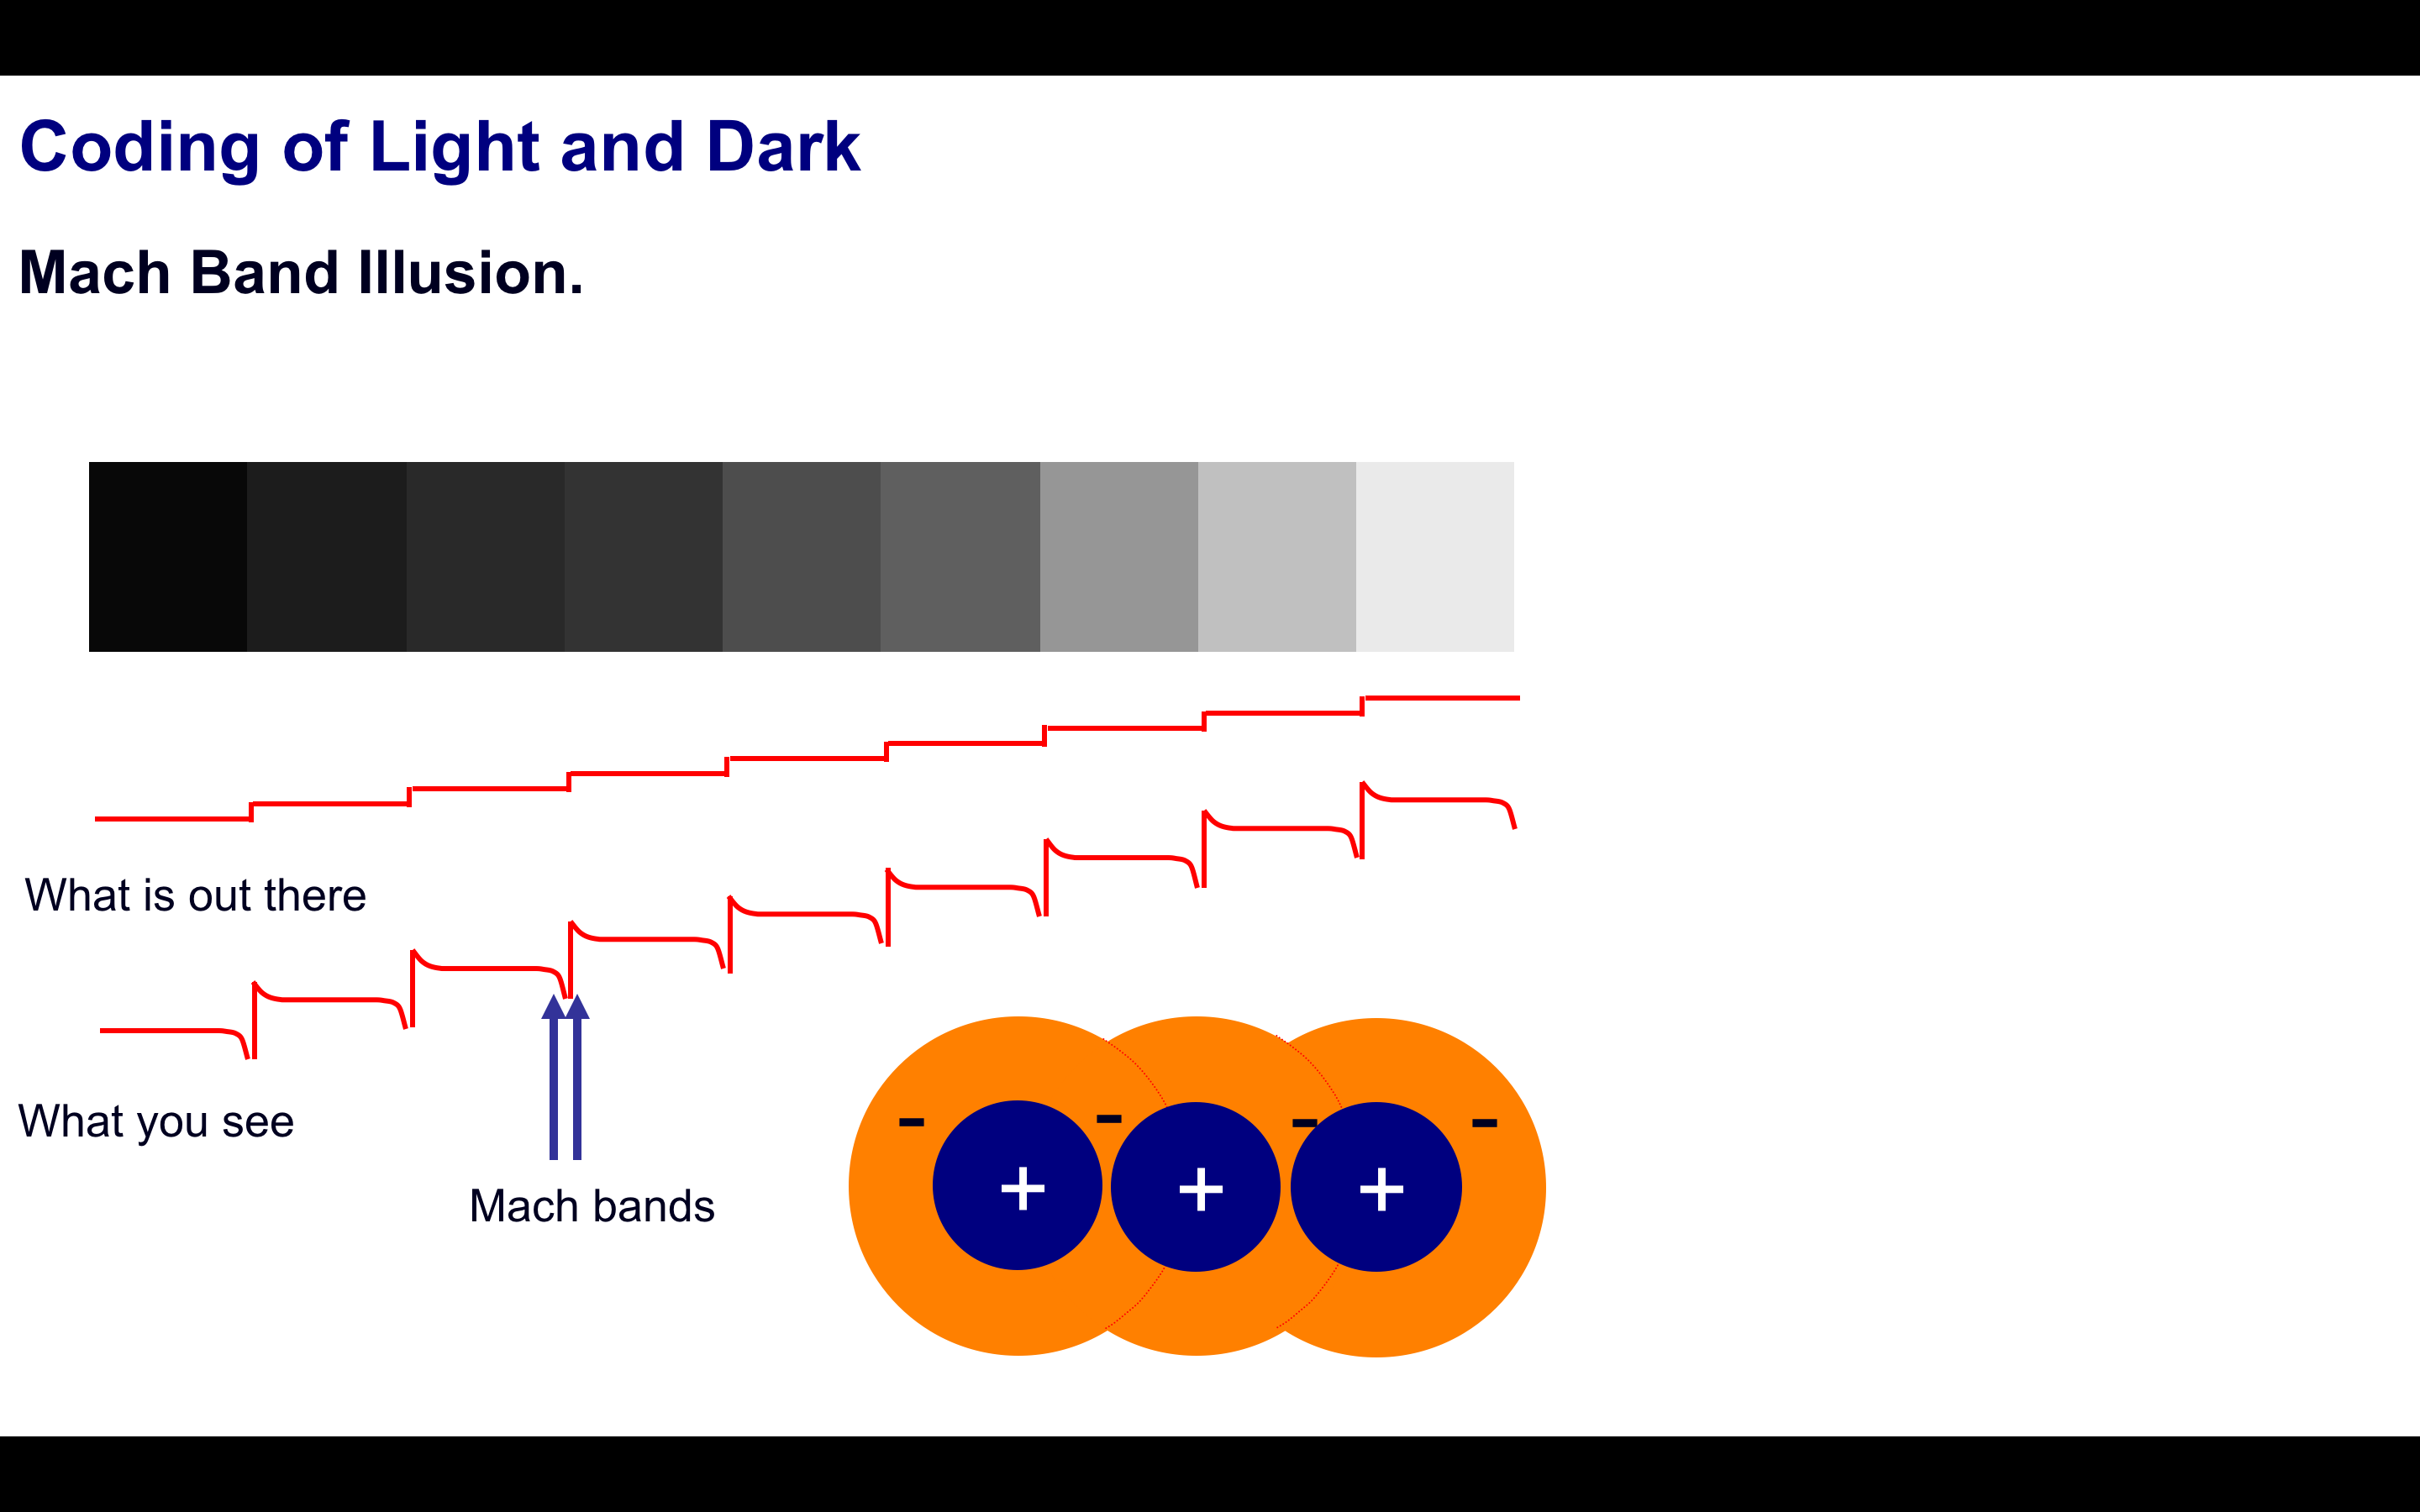 Coding of Light and Dark
Mach Band Illusion.
What is out there
What you see
Mach bands
- - - -
+ + +